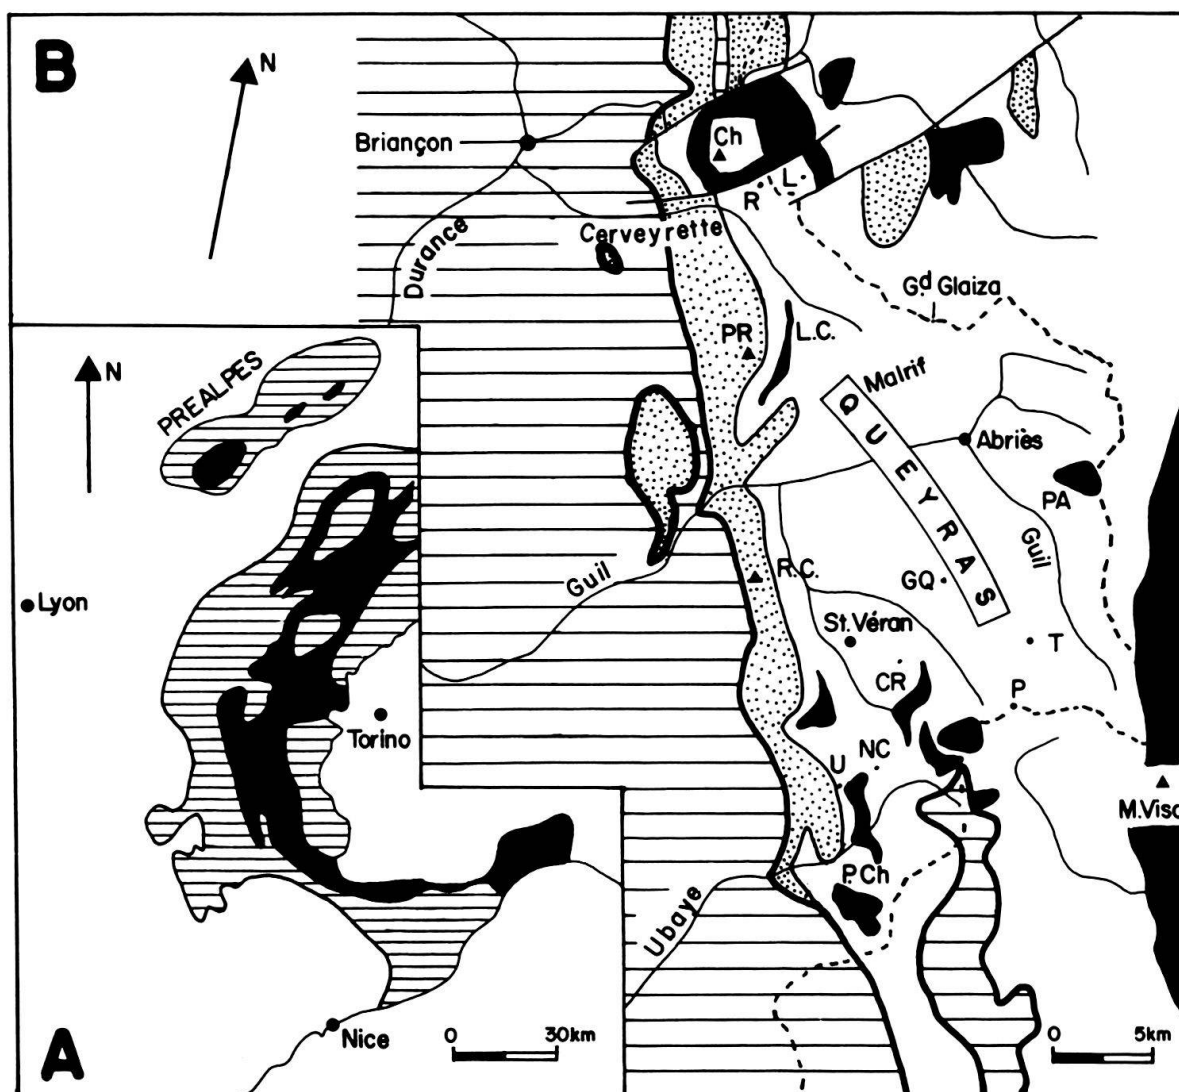 B
N
Briançon
Ch
L
R
Cerveyrette
Durance
Gd Glaiza
PR
L.C.
Malrif
QUEYRAS
Abriès
PA
Guil
Guil
R.C.
GQ
St. Véran
T
CR
P
U
NC
M.Visc
P.Ch
Ubaye
0 5km
N
PREALPES
Lyon
Torino
Nice
0 30km
A